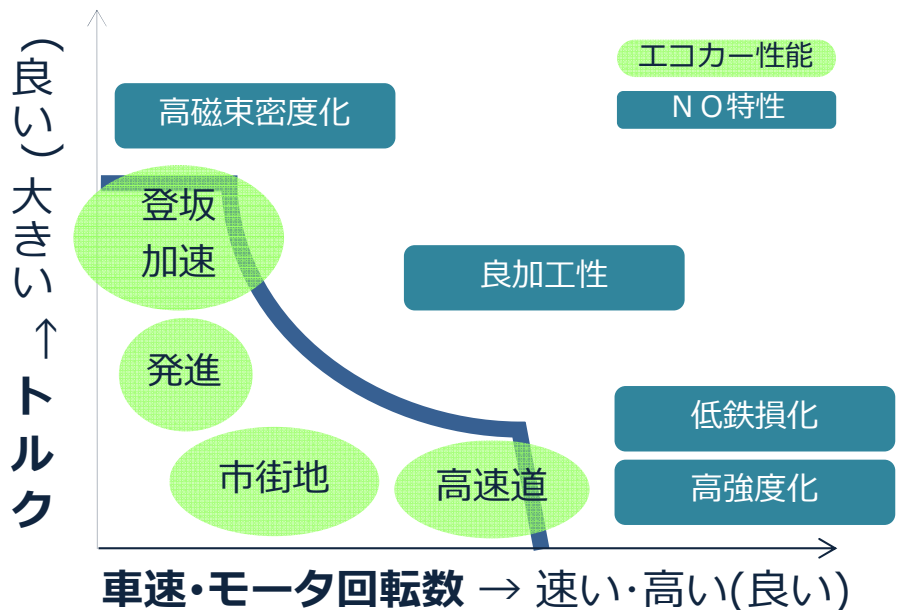 (良い)大きい ↑ トルク
エコカー性能
NO特性
高磁束密度化
登坂
加速
良加工性
発進
低鉄損化
市街地
高速道
高強度化
車速・モータ回転数 → 速い・高い(良い)